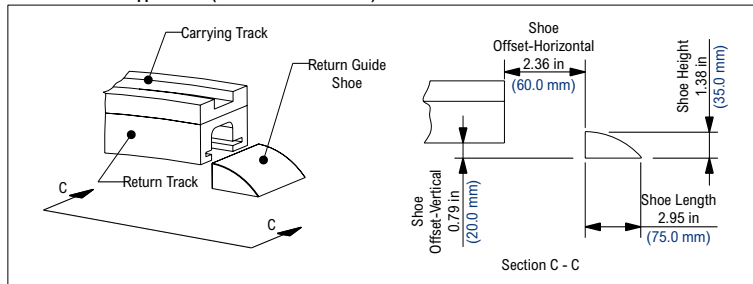 Carrying Track
Return Guide
Shoe
Return Track
C
C
Shoe
Offset-Horizontal
2.36 in
(60.0 mm)
Shoe Height
1.38 in
(35.0 mm)
Shoe
Offset-Vertical
0.79 in
(20.0 mm)
Shoe Length
2.95 in
(75.0 mm)
Section C - C